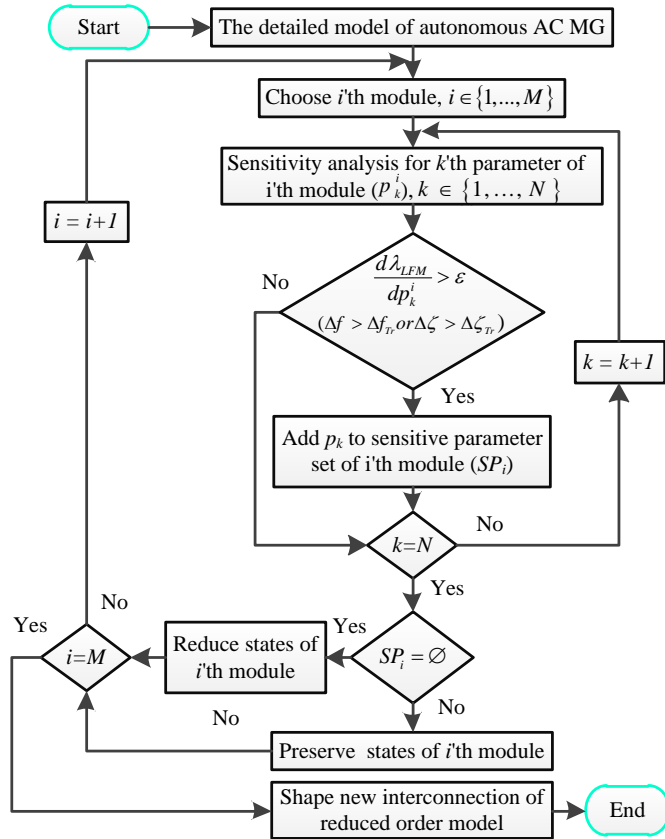 Start
The detailed model of autonomous AC MG
Choose i'th module, i ∈{1,...,M}
Sensitivity analysis for k'th parameter of
i'th module (p_k^i), k ∈ {1, ..., N}
i = i+1
No
dλ_LFM
dp_k^i
> ε
(Δf > Δf_Tr or Δζ > Δζ_Tr)
k = k+1
Yes
Add p_k to sensitive parameter
set of i'th module (SP_i)
k=N
No
Yes
No
Yes
i=M
Reduce states of
i'th module
Yes
SP_i = ∅
No
No
Preserve states of i'th module
Shape new interconnection of
reduced order model
End